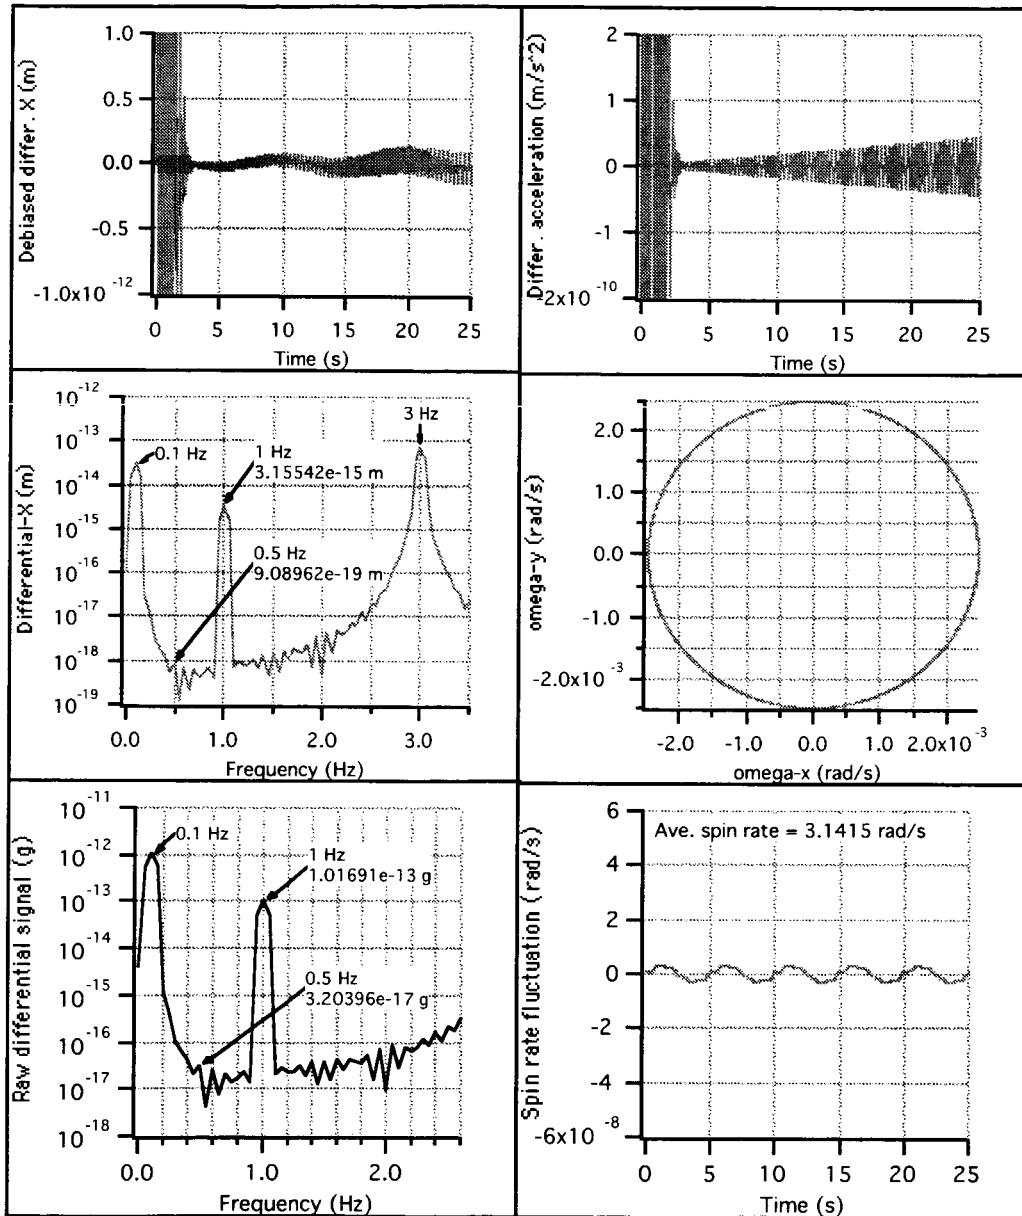 Debiased differ. X (m)
1.0
0.5
0.0
-0.5
-1.0x10 -12
0 5 10 15 20 25
Time (s)
Differ. acceleration (m/s^2)
2
1
0
-1
-2x10 -10
0 5 10 15 20 25
Time (s)
Differential-X (m)
10-12
10-13
10-14
10-15
10-16
10-17
10-18
10-19
0.1 Hz
1 Hz
3.15542e-15 m
0.5 Hz
9.08962e-19 m
3 Hz
0.0 1.0 2.0 3.0
Frequency (Hz)
omega-y (rad/s)
2.0
1.0
0.0
-1.0
-2.0x10 -3
-2.0 -1.0 0.0 1.0 2.0x10 -3
omega-x (rad/s)
Raw differential signal (g)
10-11
10-12
10-13
10-14
10-15
10-16
10-17
10-18
0.1 Hz
1 Hz
1.01691e-13 g
0.5 Hz
3.20396e-17 g
0.0 1.0 2.0
Frequency (Hz)
Spin rate fluctuation (rad/s)
6
4
2
0
-2
-4
-6x10 -8
Ave. spin rate = 3.1415 rad/s
0 5 10 15 20 25
Time (s)